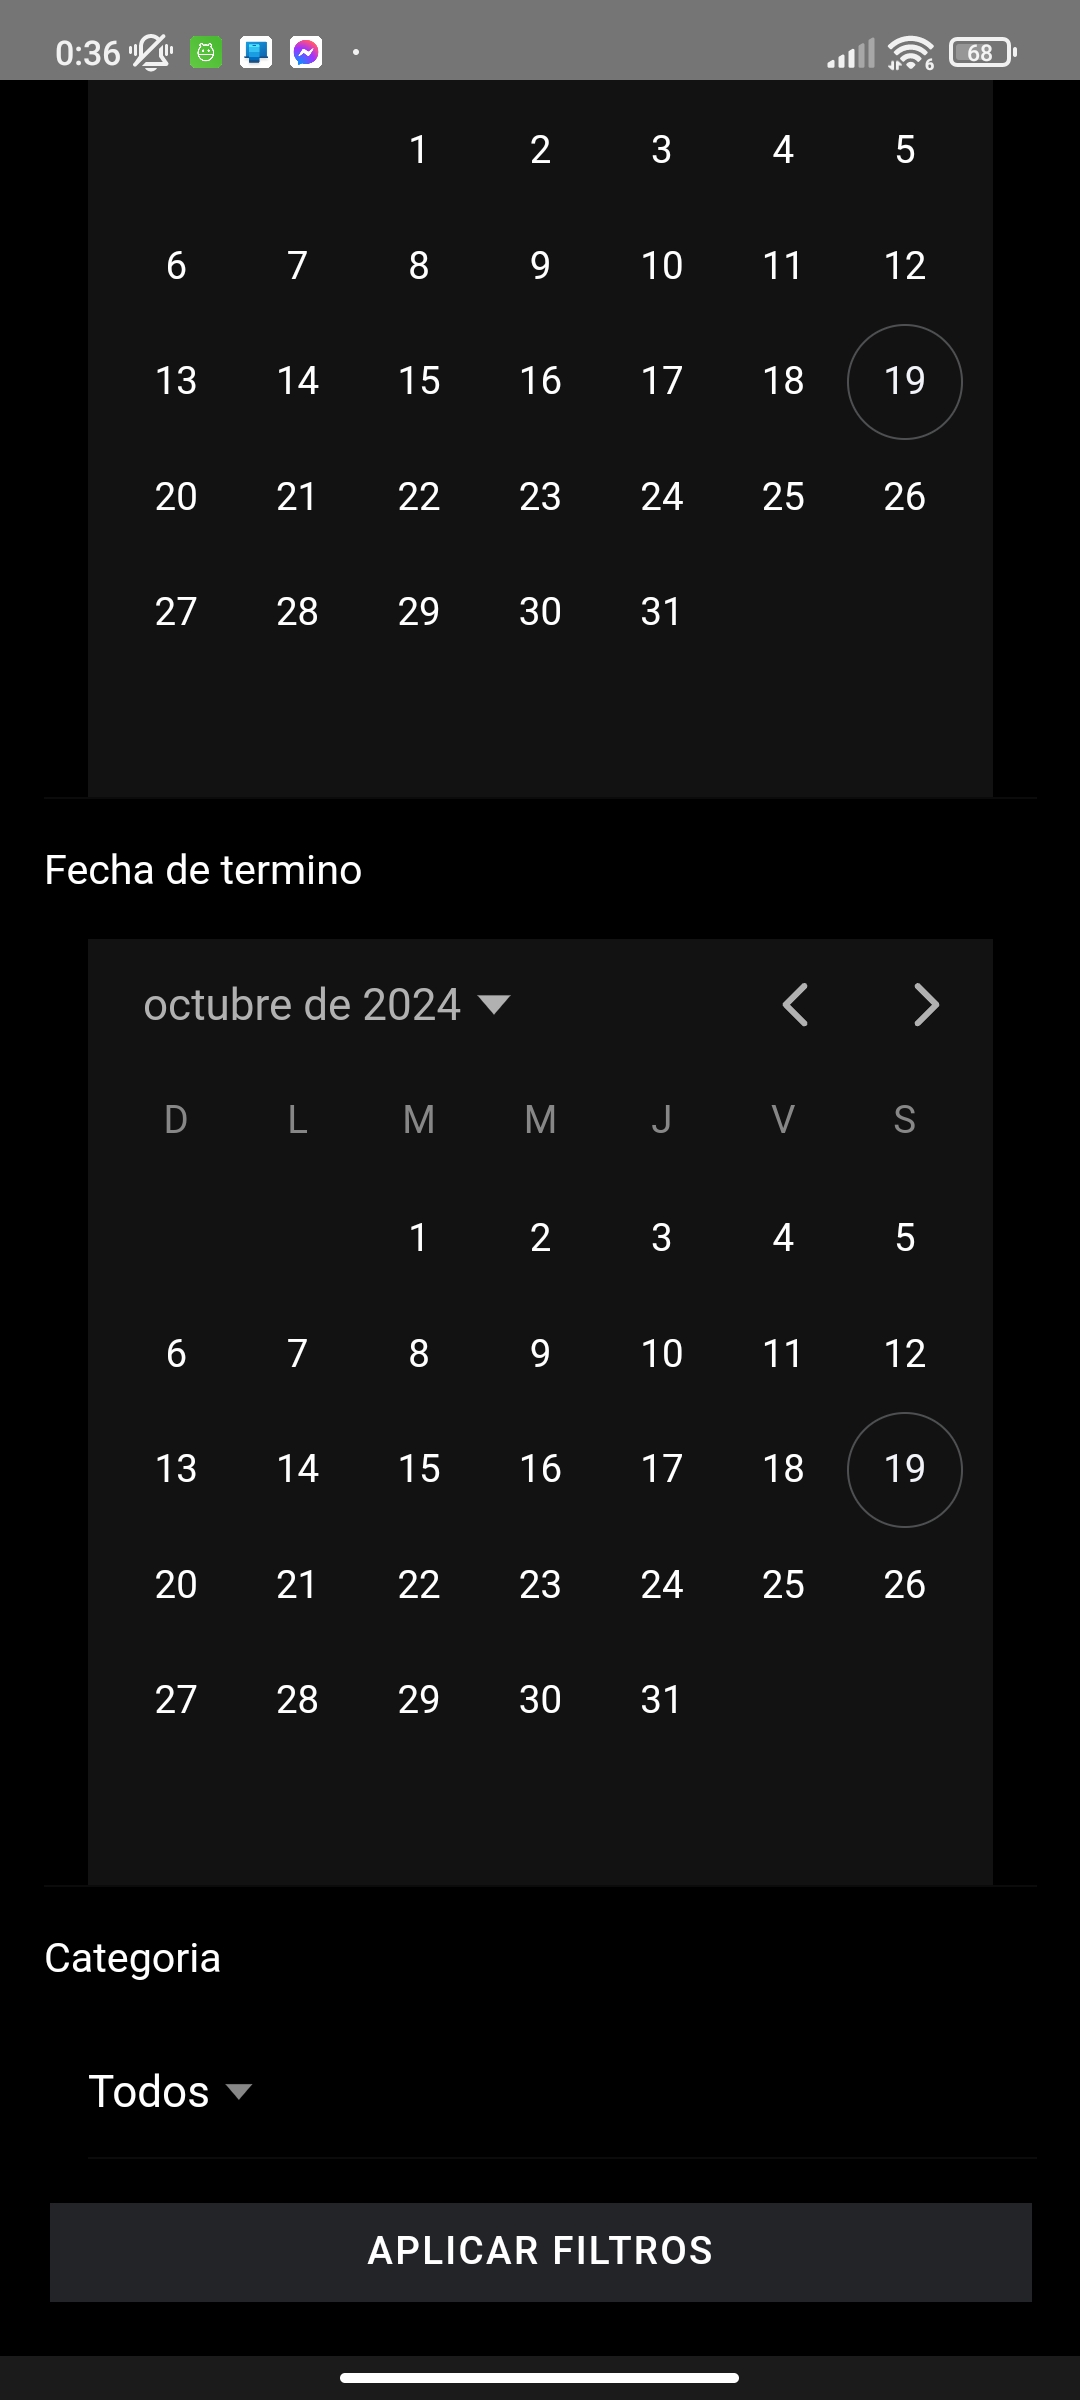 0:36 6 68
1 2 3 4 5
6 7 8 9 10 11 12
13 14 15 16 17 18 19
20 21 22 23 24 25 26
27 28 29 30 31
Fecha de termino
octubre de 2024
D L M M J V S
1 2 3 4 5
6 7 8 9 10 11 12
13 14 15 16 17 18 19
20 21 22 23 24 25 26
27 28 29 30 31
Categoria
Todos
APLICAR FILTROS